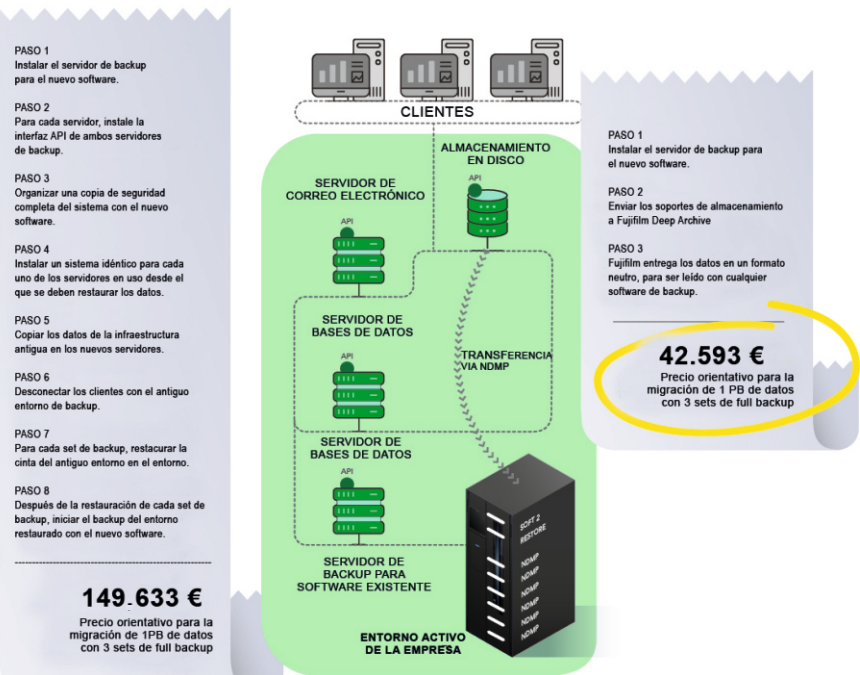 PASO 1
Instalar el servidor de backup
para el nuevo software.
PASO 2
Para cada servidor, instale la
interfaz API de ambos servidores
de backup.
PASO 3
Organizar una copia de seguridad
completa del sistema con el nuevo
software.
PASO 4
Instalar un sistema idéntico para cada
uno de los servidores en uso desde el
que se deben restaurar los datos.
PASO 5
Copiar los datos de la infraestructura
antigua en los nuevos servidores.
PASO 6
Desconectar los clientes con el antiguo
entorno de backup.
PASO 7
Para cada set de backup, restacurar la
cinta del antiguo entorno en el entorno.
PASO 8
Después de la restauración de cada set de
backup, iniciar el backup del entorno
restaurado con el nuevo software.
149.633 €
Precio orientativo para la
migración de 1PB de datos
con 3 sets de full backup
CLIENTES
ALMACENAMIENTO
EN DISCO
API
SERVIDOR DE
CORREO ELECTRÓNICO
API
SERVIDOR DE
BASES DE DATOS
API
TRANSFERENCIA
VIA NDMP
SERVIDOR DE
BASES DE DATOS
API
SERVIDOR DE
BACKUP PARA
SOFTWARE EXISTENTE
SOFT 2
RESTORE
NDMP
NDMP
NDMP
NDMP
NDMP
NDMP
ENTORNO ACTIVO
DE LA EMPRESA
PASO 1
Instalar el servidor de backup para
el nuevo software.
PASO 2
Enviar los soportes de almacenamiento
a Fujifilm Deep Archive
PASO 3
Fujifilm entrega los datos en un formato
neutro, para ser leído con cualquier
software de backup.
42.593 €
Precio orientativo para la
migración de 1 PB de datos
con 3 sets de full backup